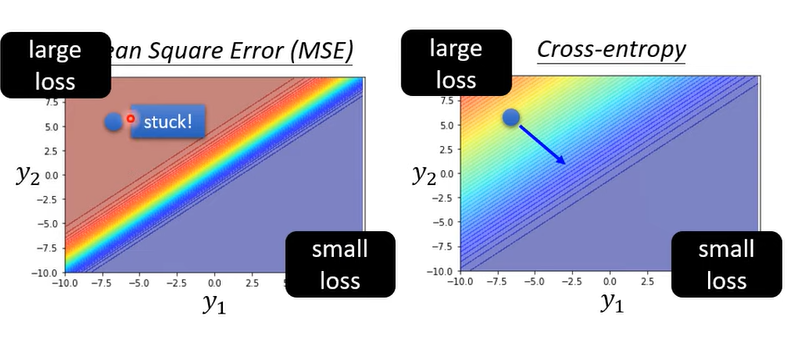 large
loss
ean Square Error (MSE)
7.5
5.0
2.5
0.0
−2.5
−5.0
−7.5
−10.0
y₂
stuck!
−10.0 −7.5 −5.0 −2.5 0.0 2.5
y₁
small
loss
large
loss
Cross-entropy
7.5
5.0
2.5
0.0
−2.5
−5.0
−7.5
−10.0
y₂
−10.0 −7.5 −5.0 −2.5 0.0 2.5
y₁
small
loss